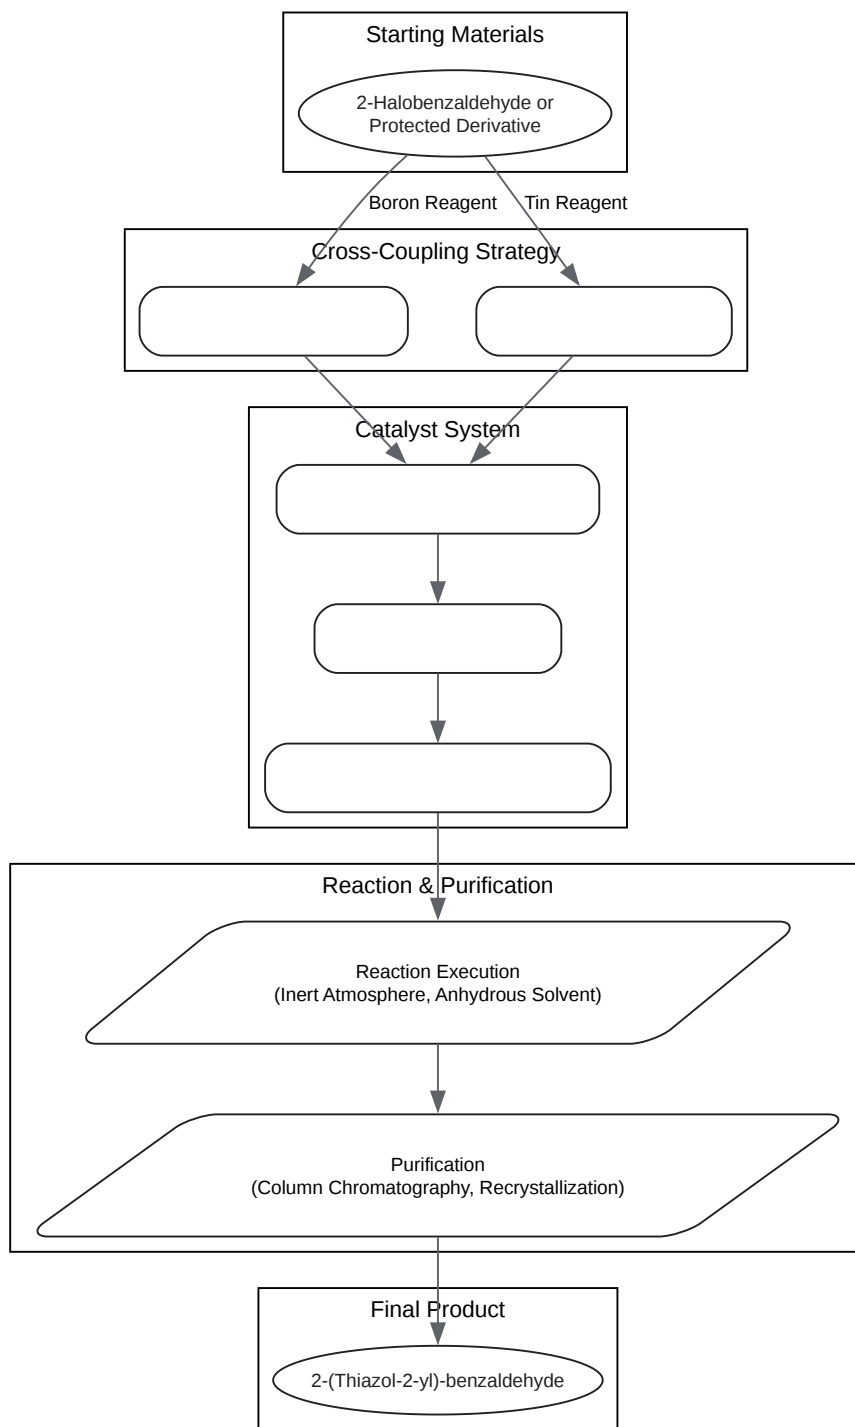 Starting Materials
2-Halobenzaldehyde or
Protected Derivative
Boron Reagent
Tin Reagent
Cross-Coupling Strategy
Catalyst System
Reaction & Purification
Reaction Execution
(Inert Atmosphere, Anhydrous Solvent)
Purification
(Column Chromatography, Recrystallization)
Final Product
2-(Thiazol-2-yl)-benzaldehyde